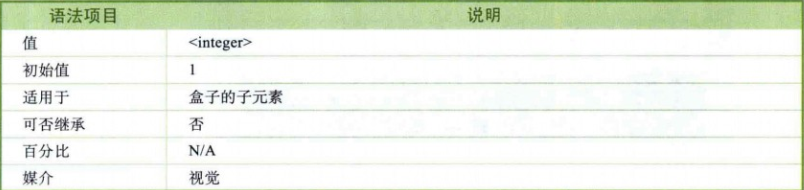 语法项目 说明
值 <integer>
初始值 1
适用于 盒子的子元素
可否继承 否
百分比 N/A
媒介 视觉